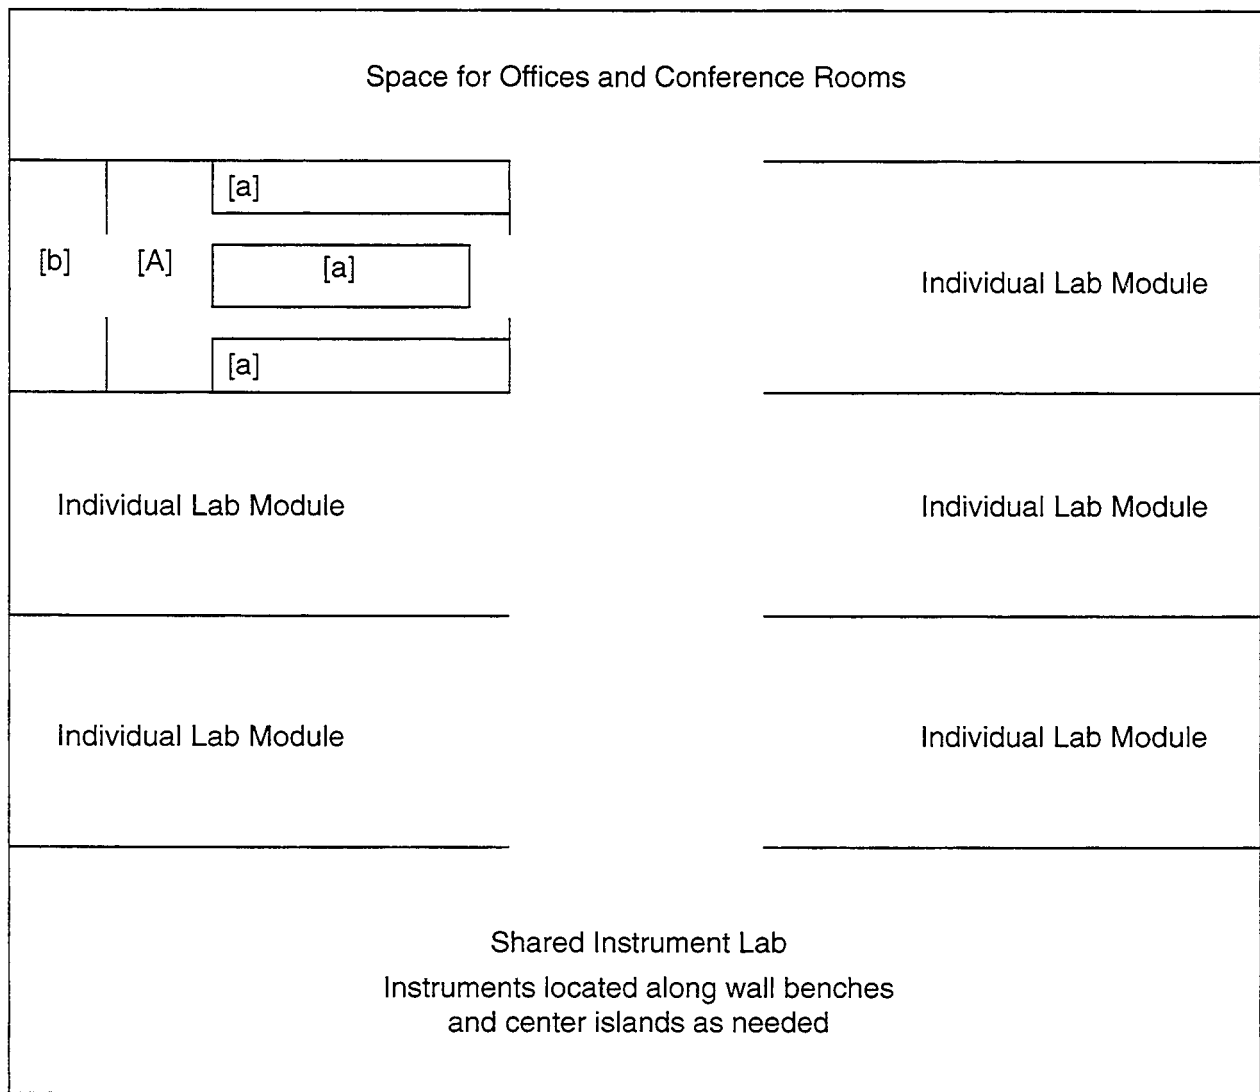 Space for Offices and Conference Rooms
[a]
[b] [A] [a]
Individual Lab Module
[a]
Individual Lab Module Individual Lab Module
Individual Lab Module Individual Lab Module
Shared Instrument Lab
Instruments located along wall benches
and center islands as needed